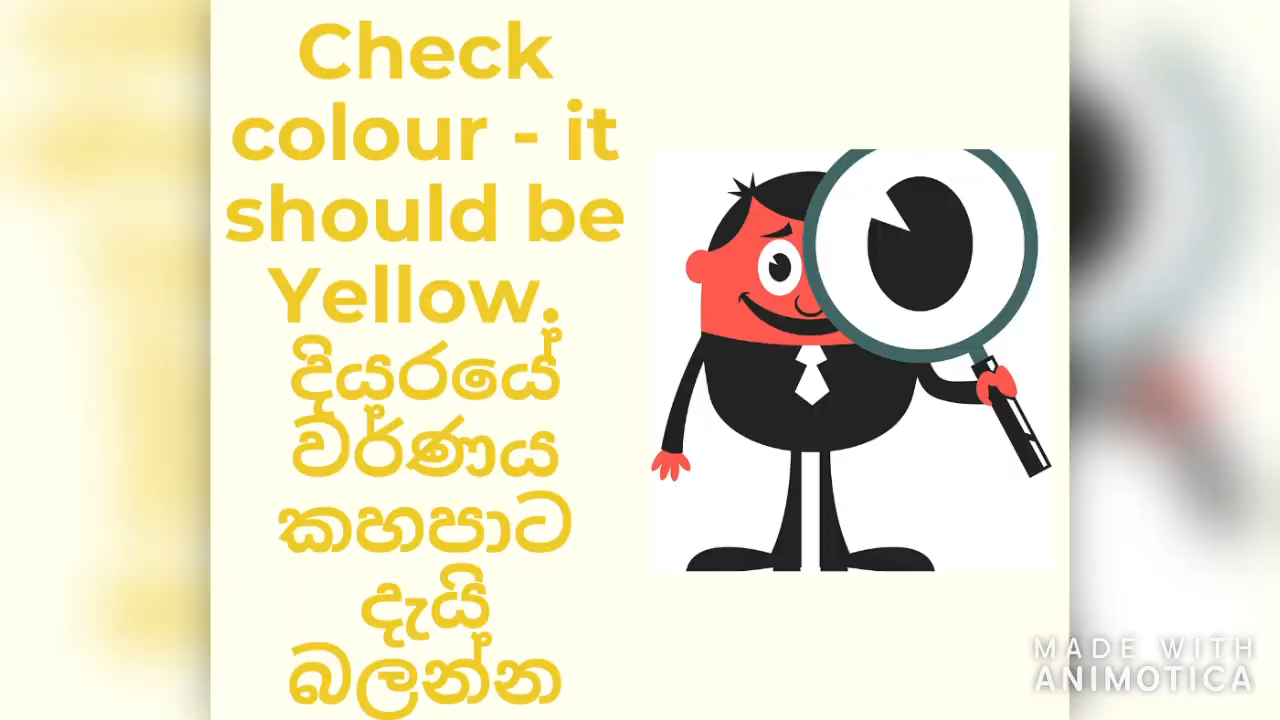 Check
colour - it
should be
Yellow.
දියරයේ
වර්ණය
කහපාට
දැයි
බලන්න
MADE WITH
ANIMOTICA